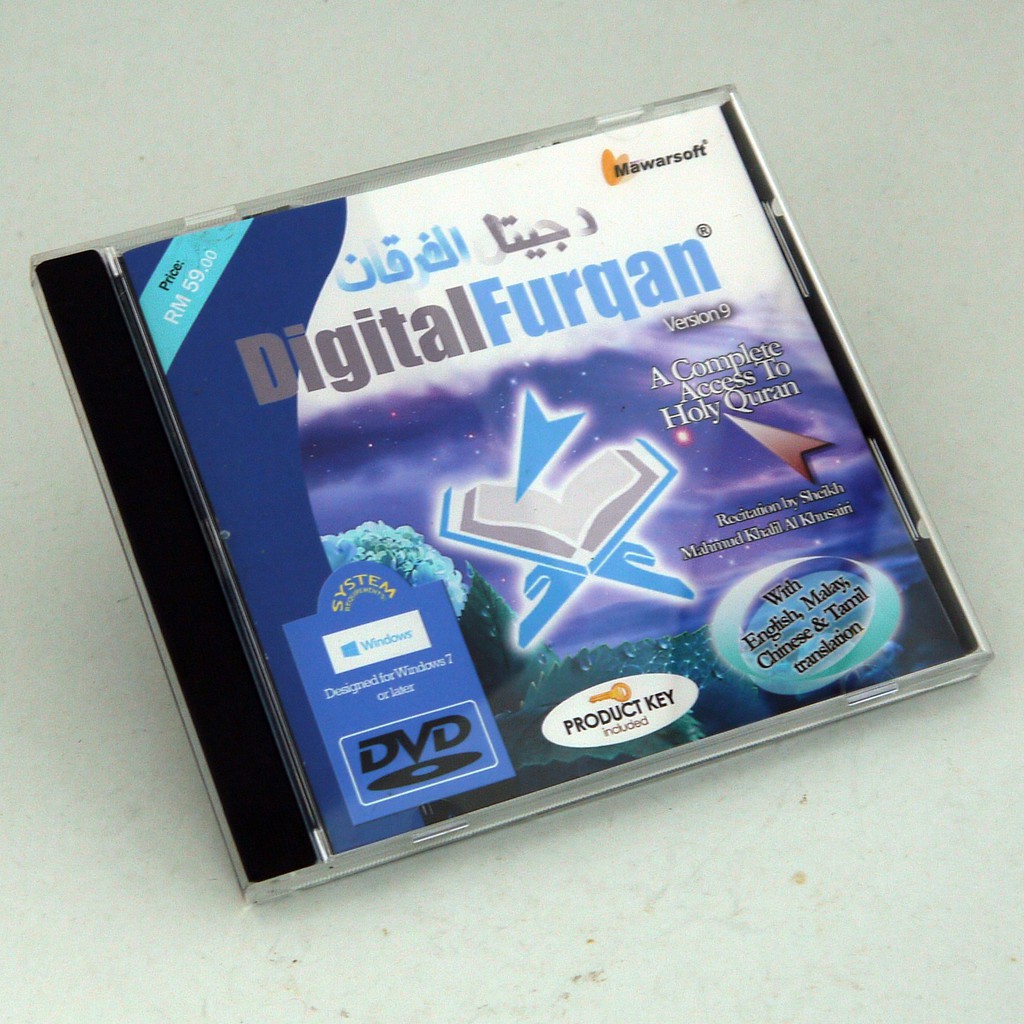 Mawarsoft®
Price:
RM 59.00
دجيتل الفرقان
DigitalFurqan®
Version 9
A Complete
Access To
Holy Quran
Recitation by Sheikh
Mahmud Khalil Al Khusairi
With
English, Malay,
Chinese & Tamil
translation
SYSTEM
REQUIREMENTS:
Windows
Designed for Windows 7
or later
DVD
PRODUCT KEY
included